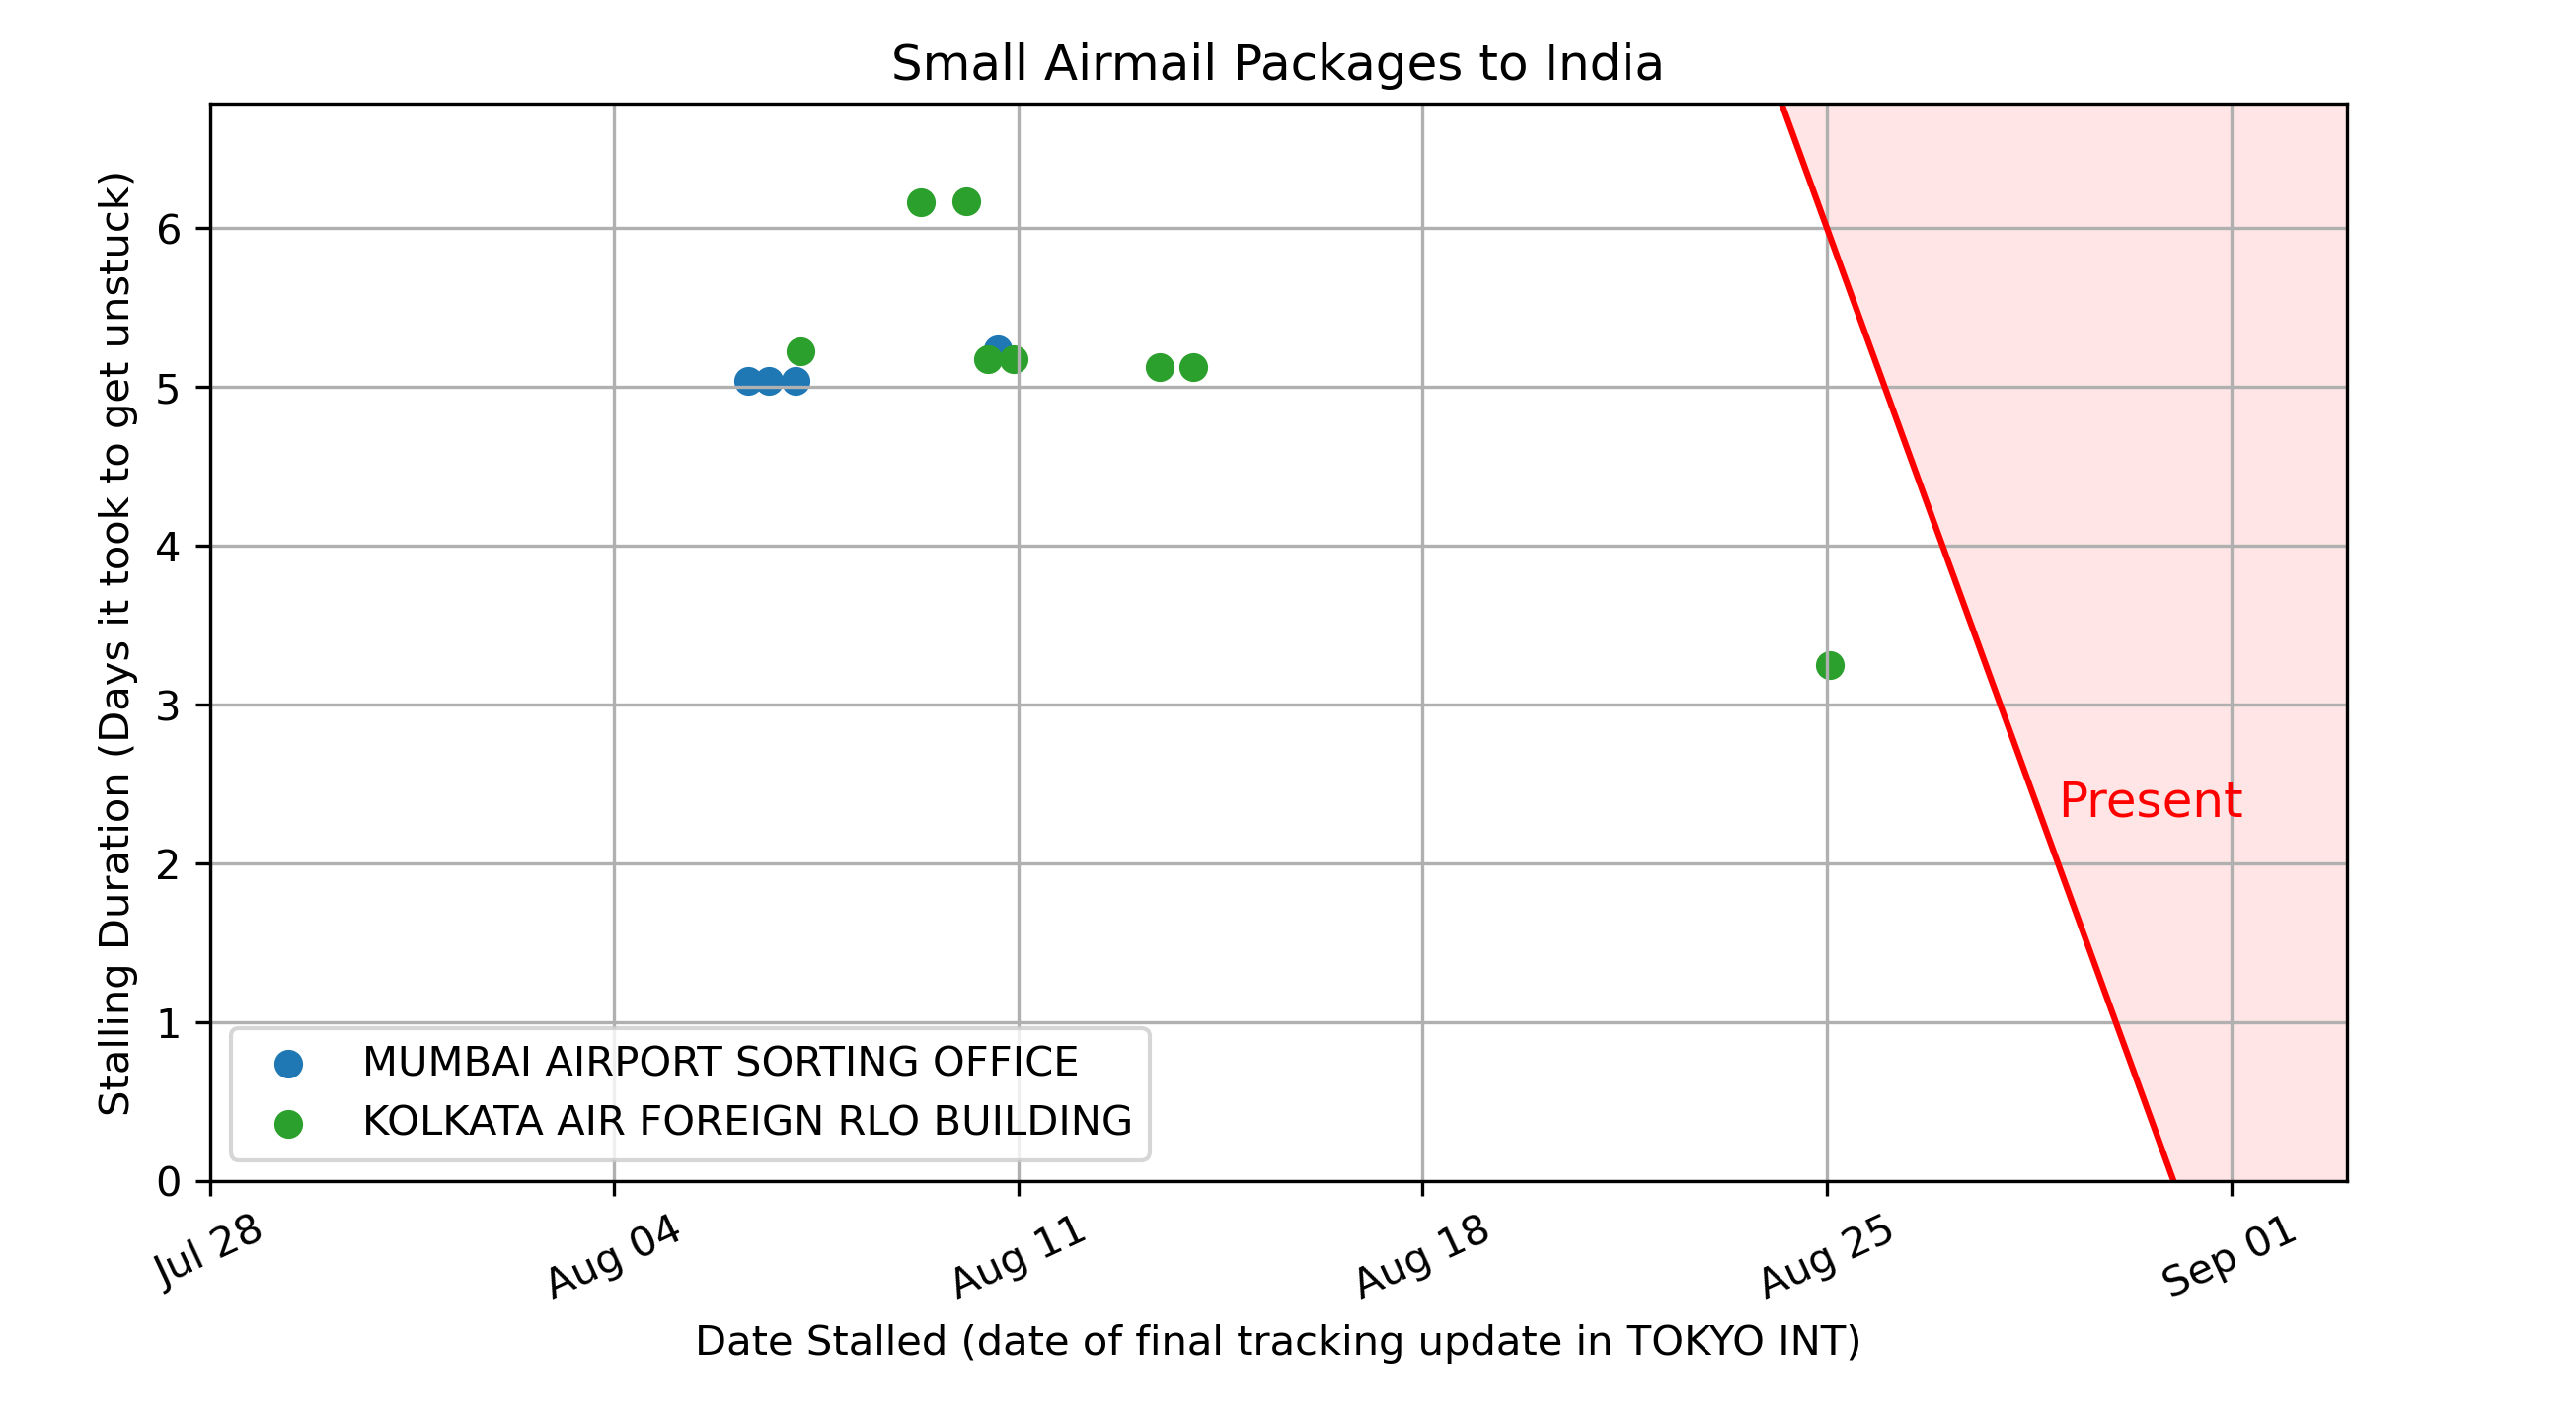 Small Airmail Packages to India
Stalling Duration (Days it took to get unstuck)
6
5
4
3
2
1
0
Present
MUMBAI AIRPORT SORTING OFFICE
KOLKATA AIR FOREIGN RLO BUILDING
Jul 28
Aug 04
Aug 11
Aug 18
Aug 25
Sep 01
Date Stalled (date of final tracking update in TOKYO INT)